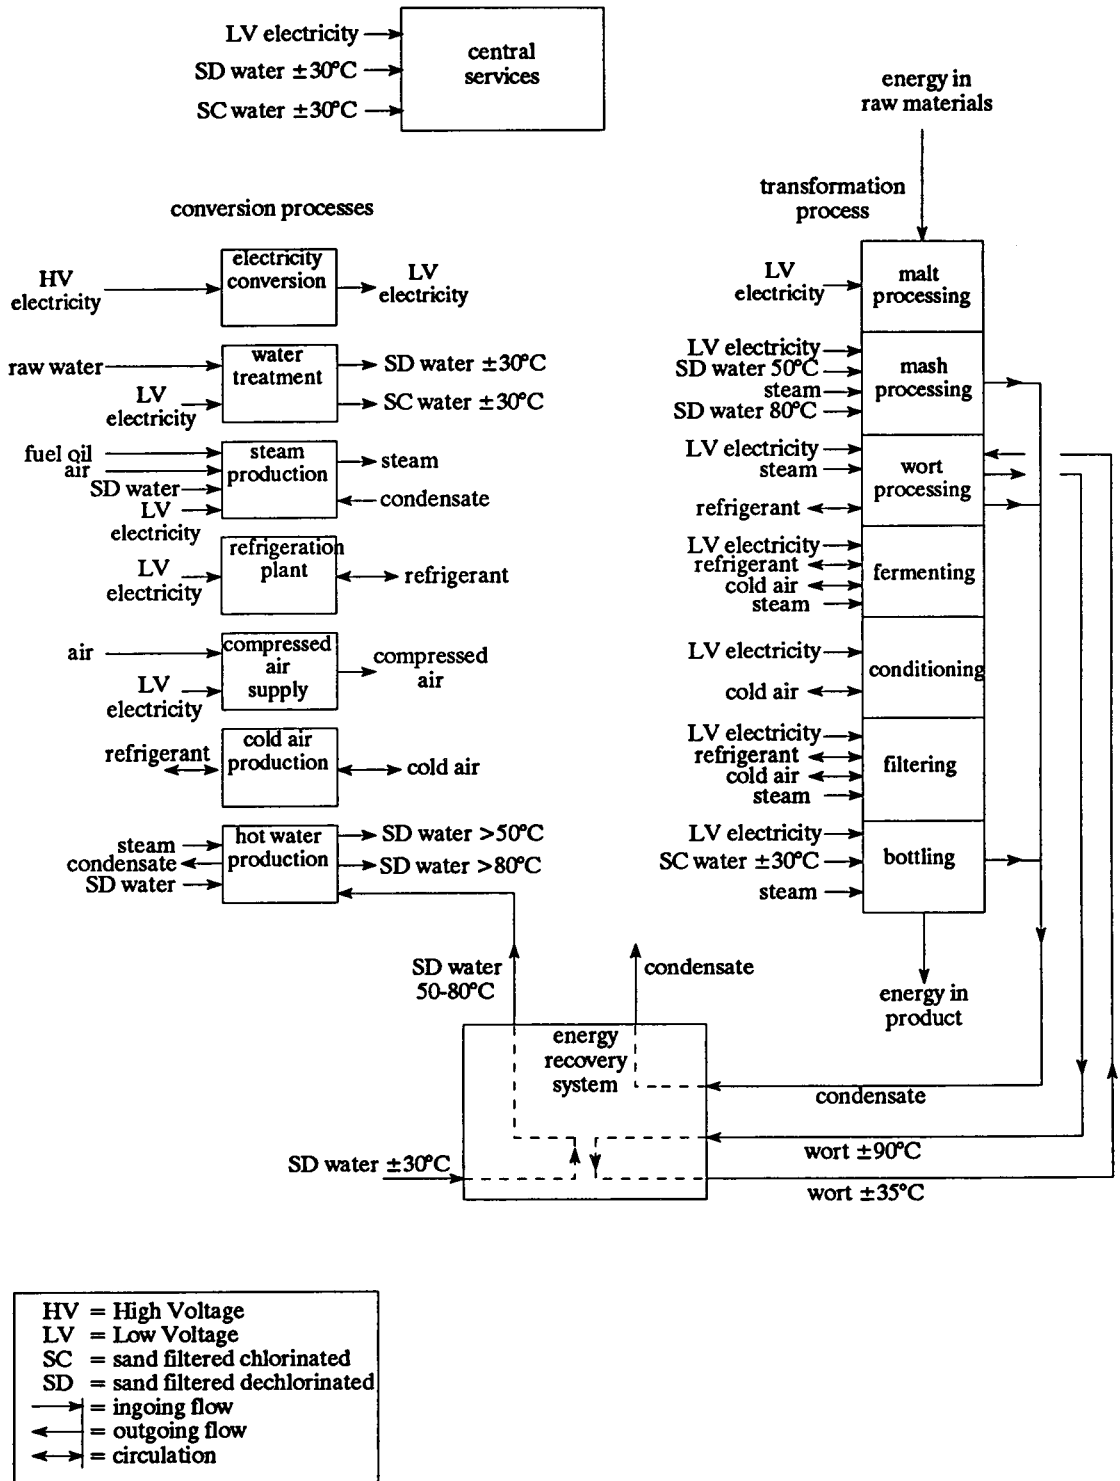 LV electricity
SD water ±30°C
SC water ±30°C
central
services
energy in
raw materials
transformation
process
conversion processes
HV
electricity
electricity
conversion
LV
electricity
raw water
LV
electricity
water
treatment
SD water ±30°C
SC water ±30°C
fuel oil
air
SD water
LV
electricity
steam
production
steam
condensate
LV
electricity
refrigeration
plant
refrigerant
air
LV
electricity
compressed
air
supply
compressed
air
refrigerant
cold air
production
cold air
steam
condensate
SD water
hot water
production
SD water >50°C
SD water >80°C
LV
electricity
malt
processing
LV electricity
SD water 50°C
steam
SD water 80°C
mash
processing
LV electricity
steam
refrigerant
wort
processing
LV electricity
refrigerant
cold air
steam
fermenting
LV electricity
cold air
conditioning
LV electricity
refrigerant
cold air
steam
filtering
LV electricity
SC water ±30°C
steam
bottling
energy in
product
SD water
50-80°C
condensate
energy
recovery
system
condensate
wort ±90°C
wort ±35°C
SD water ±30°C
HV = High Voltage
LV = Low Voltage
SC = sand filtered chlorinated
SD = sand filtered dechlorinated
= ingoing flow
= outgoing flow
= circulation